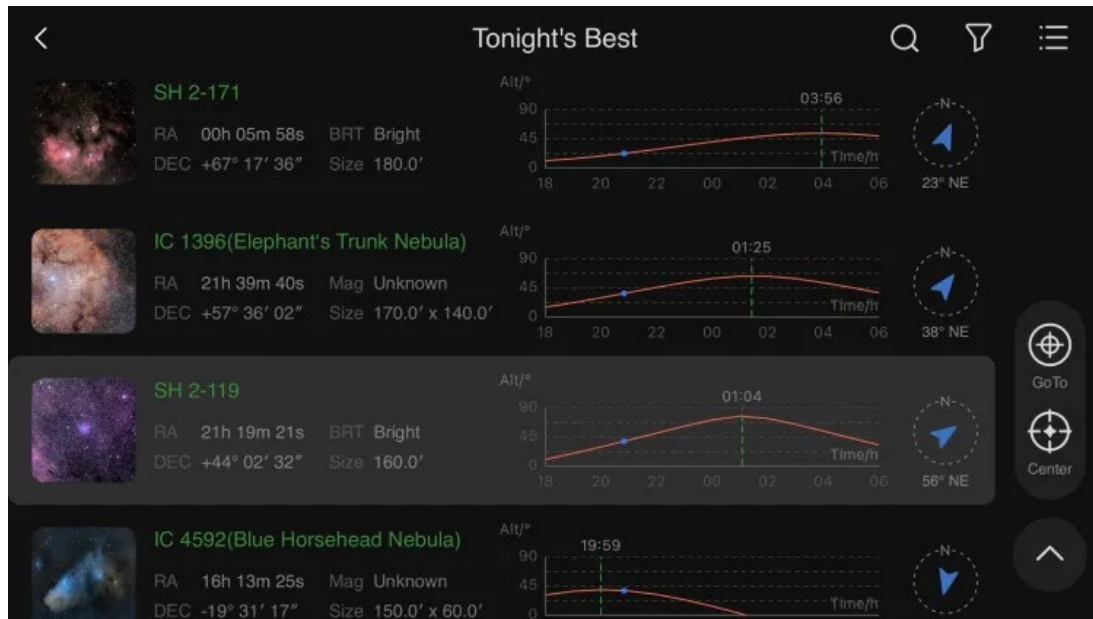 Tonight's Best
SH 2-171
RA 00h 05m 58s BRT Bright
DEC +67° 17′ 36″ Size 180.0′
Alt/°
90
45
0
03:56
Time/h
18 20 22 00 02 04 06
-N-
23° NE
IC 1396(Elephant's Trunk Nebula)
RA 21h 39m 40s Mag Unknown
DEC +57° 36′ 02″ Size 170.0′ x 140.0′
Alt/°
90
45
0
01:25
Time/h
18 20 22 00 02 04 06
-N-
38° NE
SH 2-119
RA 21h 19m 21s BRT Bright
DEC +44° 02′ 32″ Size 160.0′
Alt/°
90
45
0
01:04
Time/h
18 20 22 00 02 04 06
-N-
56° NE
GoTo
Center
IC 4592(Blue Horsehead Nebula)
RA 16h 13m 25s Mag Unknown
DEC -19° 31′ 17″ Size 150.0′ x 60.0′
Alt/°
90
45
0
19:59
Time/h
-N-